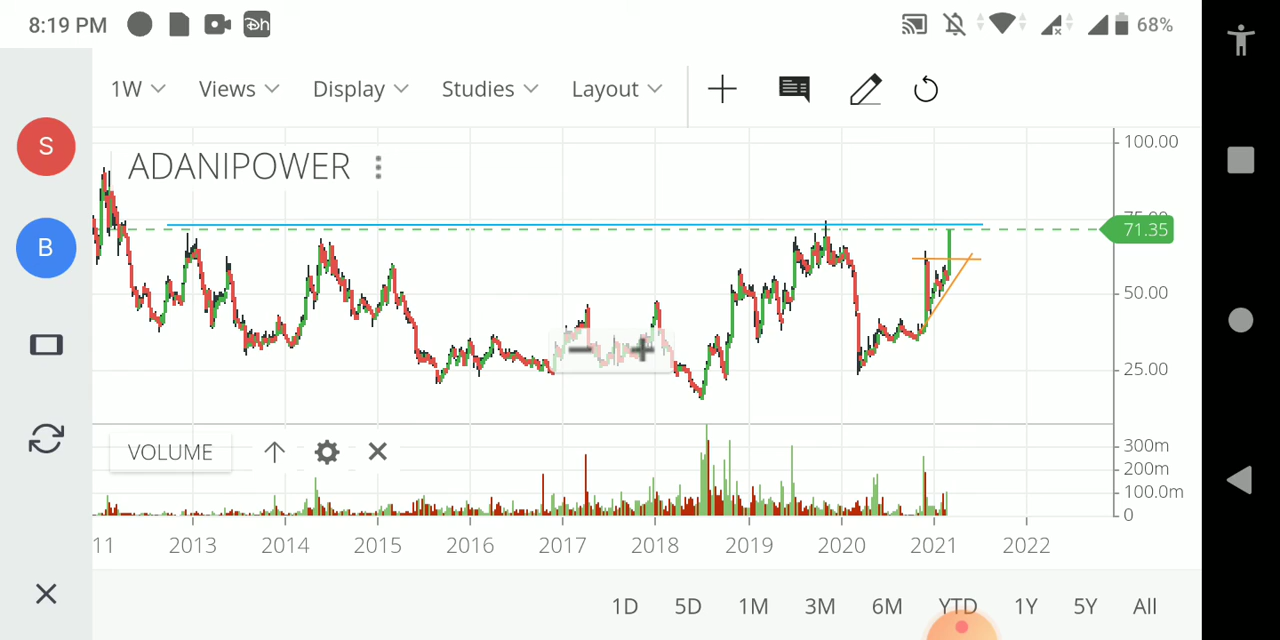 8:19 PM
68%
1W Views Display Studies Layout
S
ADANIPOWER
100.00
75.00
71.35
B
50.00
25.00
VOLUME
300m
200m
100.0m
0
11 2013 2014 2015 2016 2017 2018 2019 2020 2021 2022
1D 5D 1M 3M 6M YTD 1Y 5Y All